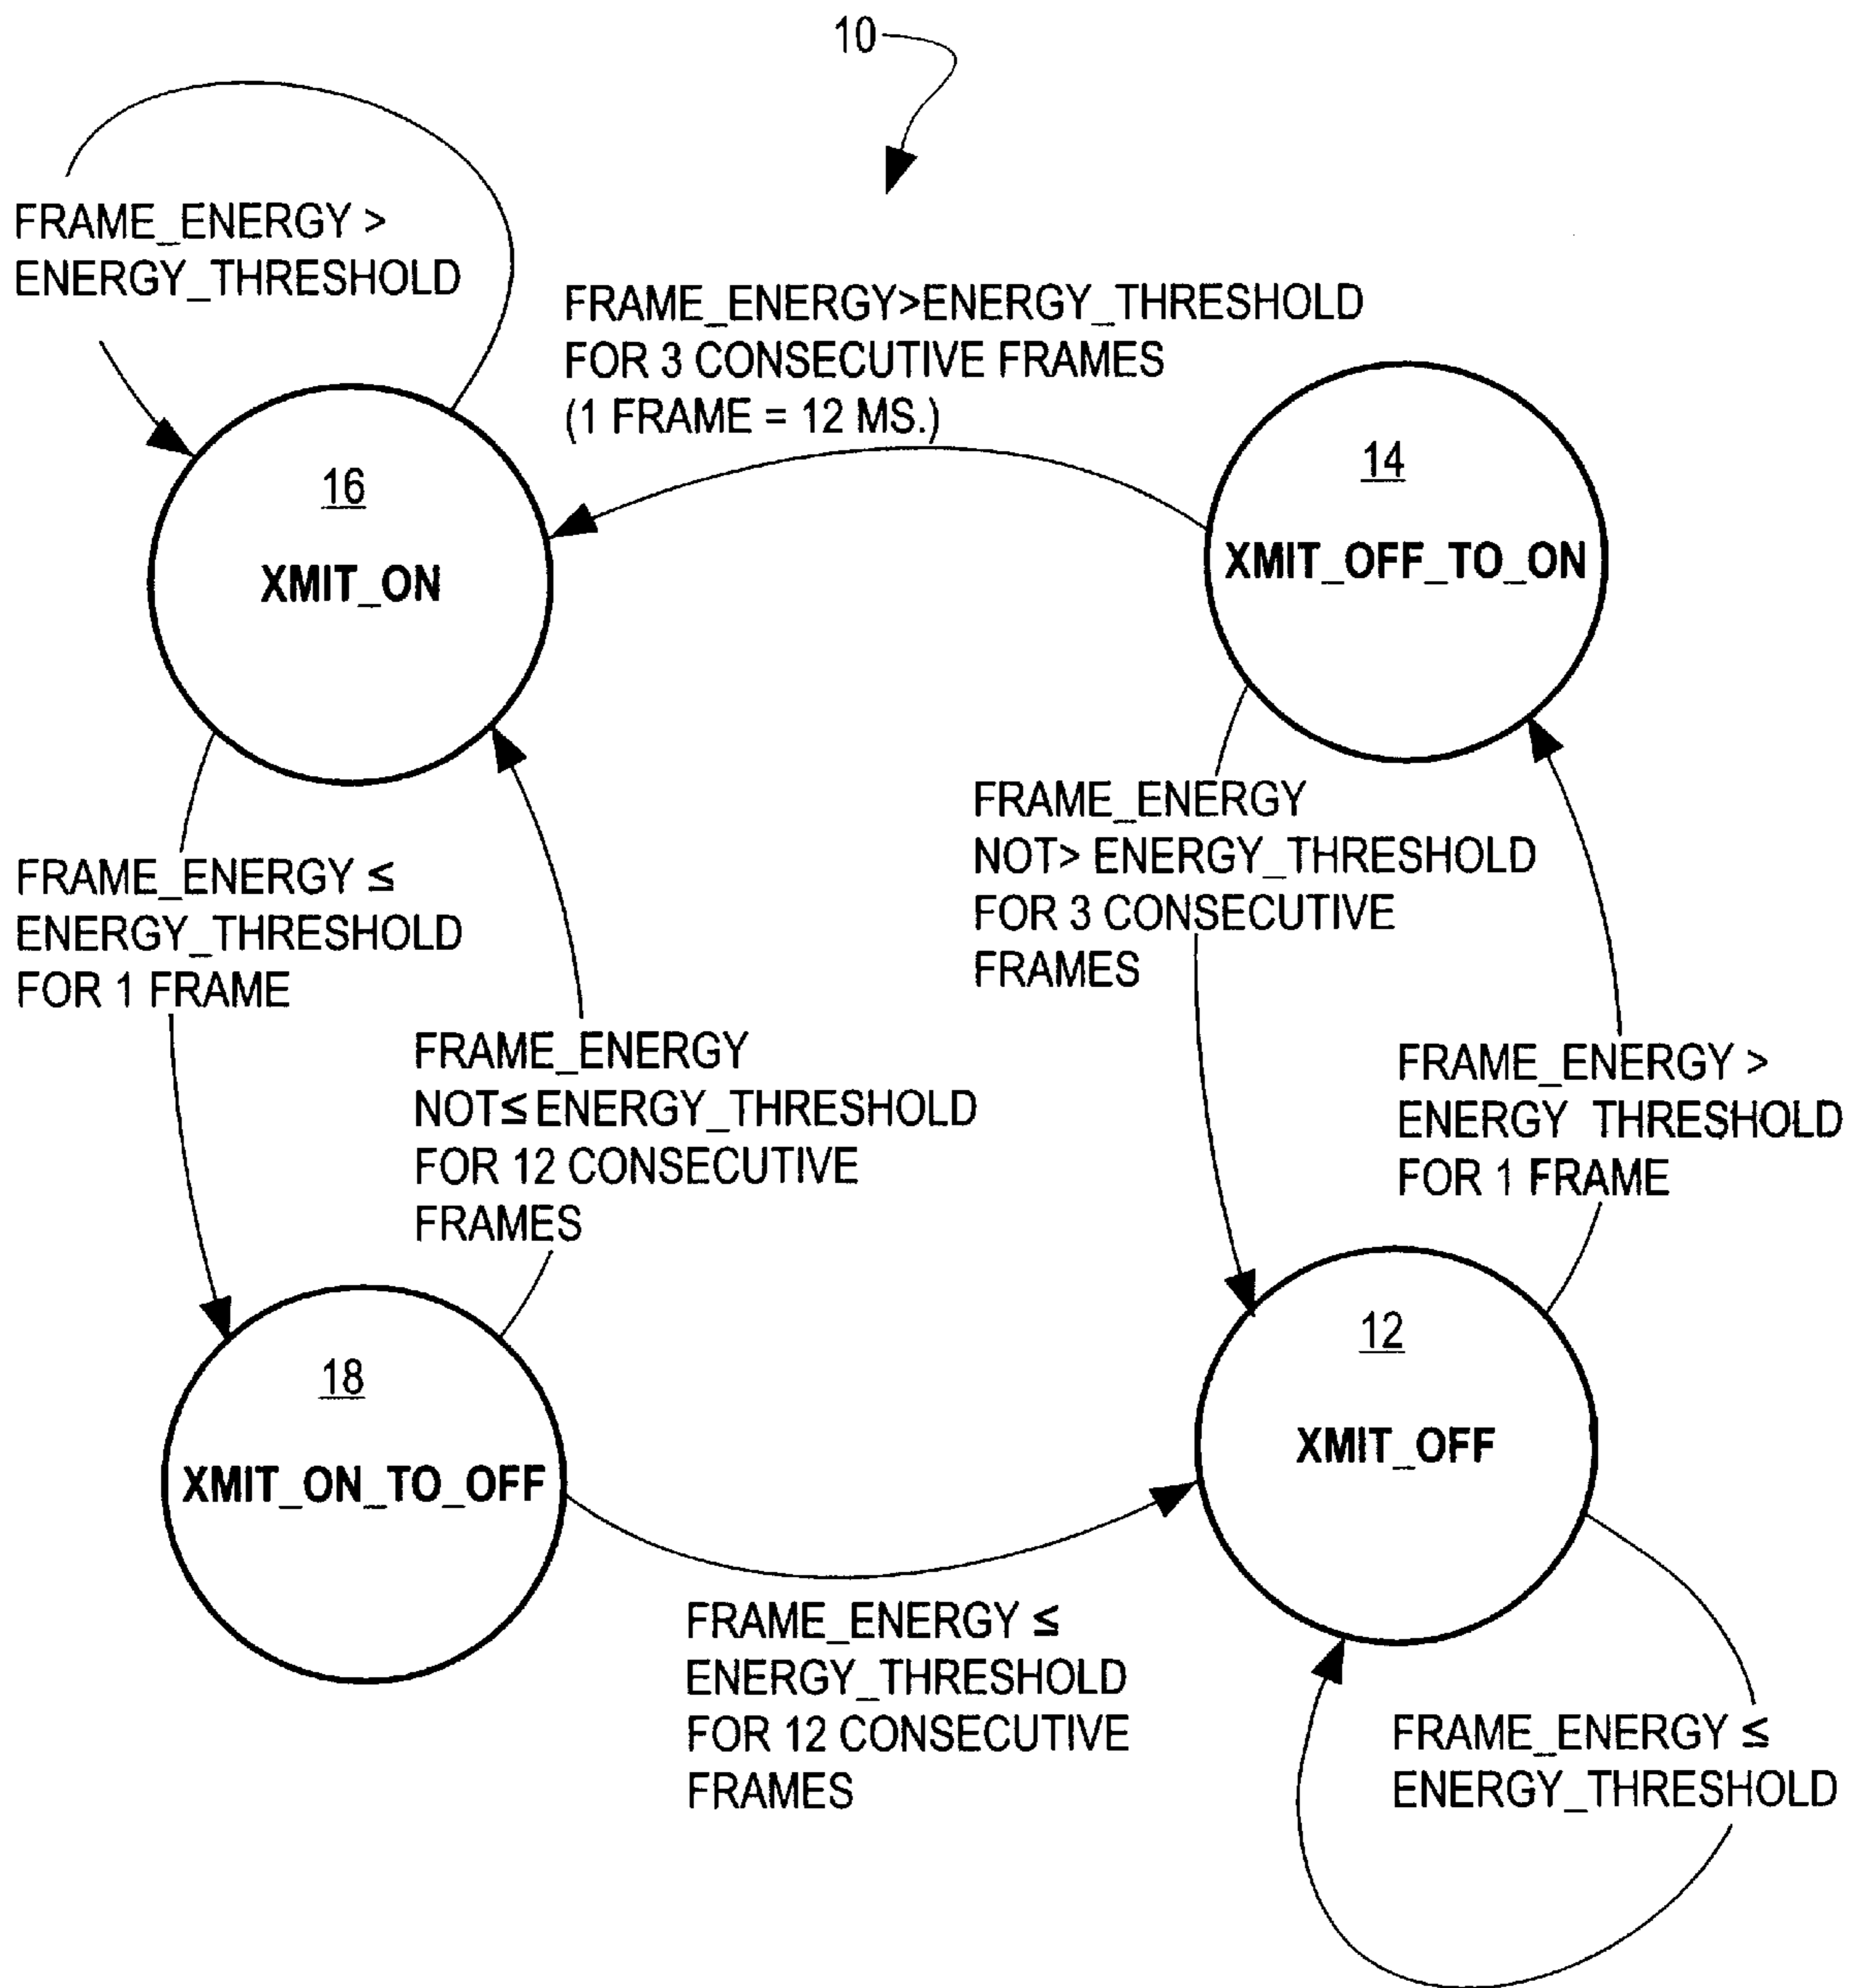 10
FRAME_ENERGY >
ENERGY_THRESHOLD
FRAME_ENERGY>ENERGY_THRESHOLD
FOR 3 CONSECUTIVE FRAMES
(1 FRAME = 12 MS.)
16
XMIT_ON
14
XMIT_OFF_TO_ON
FRAME_ENERGY ≤
ENERGY_THRESHOLD
FOR 1 FRAME
FRAME_ENERGY
NOT≤ ENERGY_THRESHOLD
FOR 12 CONSECUTIVE
FRAMES
FRAME_ENERGY
NOT> ENERGY_THRESHOLD
FOR 3 CONSECUTIVE
FRAMES
FRAME_ENERGY >
ENERGY THRESHOLD
FOR 1 FRAME
18
XMIT_ON_TO_OFF
12
XMIT_OFF
FRAME_ENERGY ≤
ENERGY_THRESHOLD
FOR 12 CONSECUTIVE
FRAMES
FRAME_ENERGY ≤
ENERGY_THRESHOLD